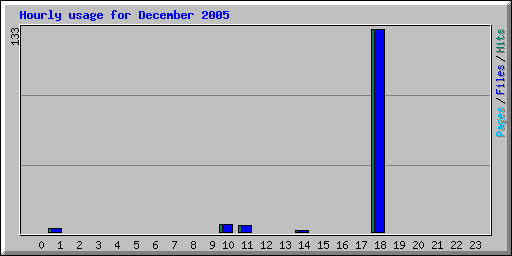 Hourly usage for December 2005
133
Pages/Files/Hits
0 1 2 3 4 5 6 7 8 9 10 11 12 13 14 15 16 17 18 19 20 21 22 23